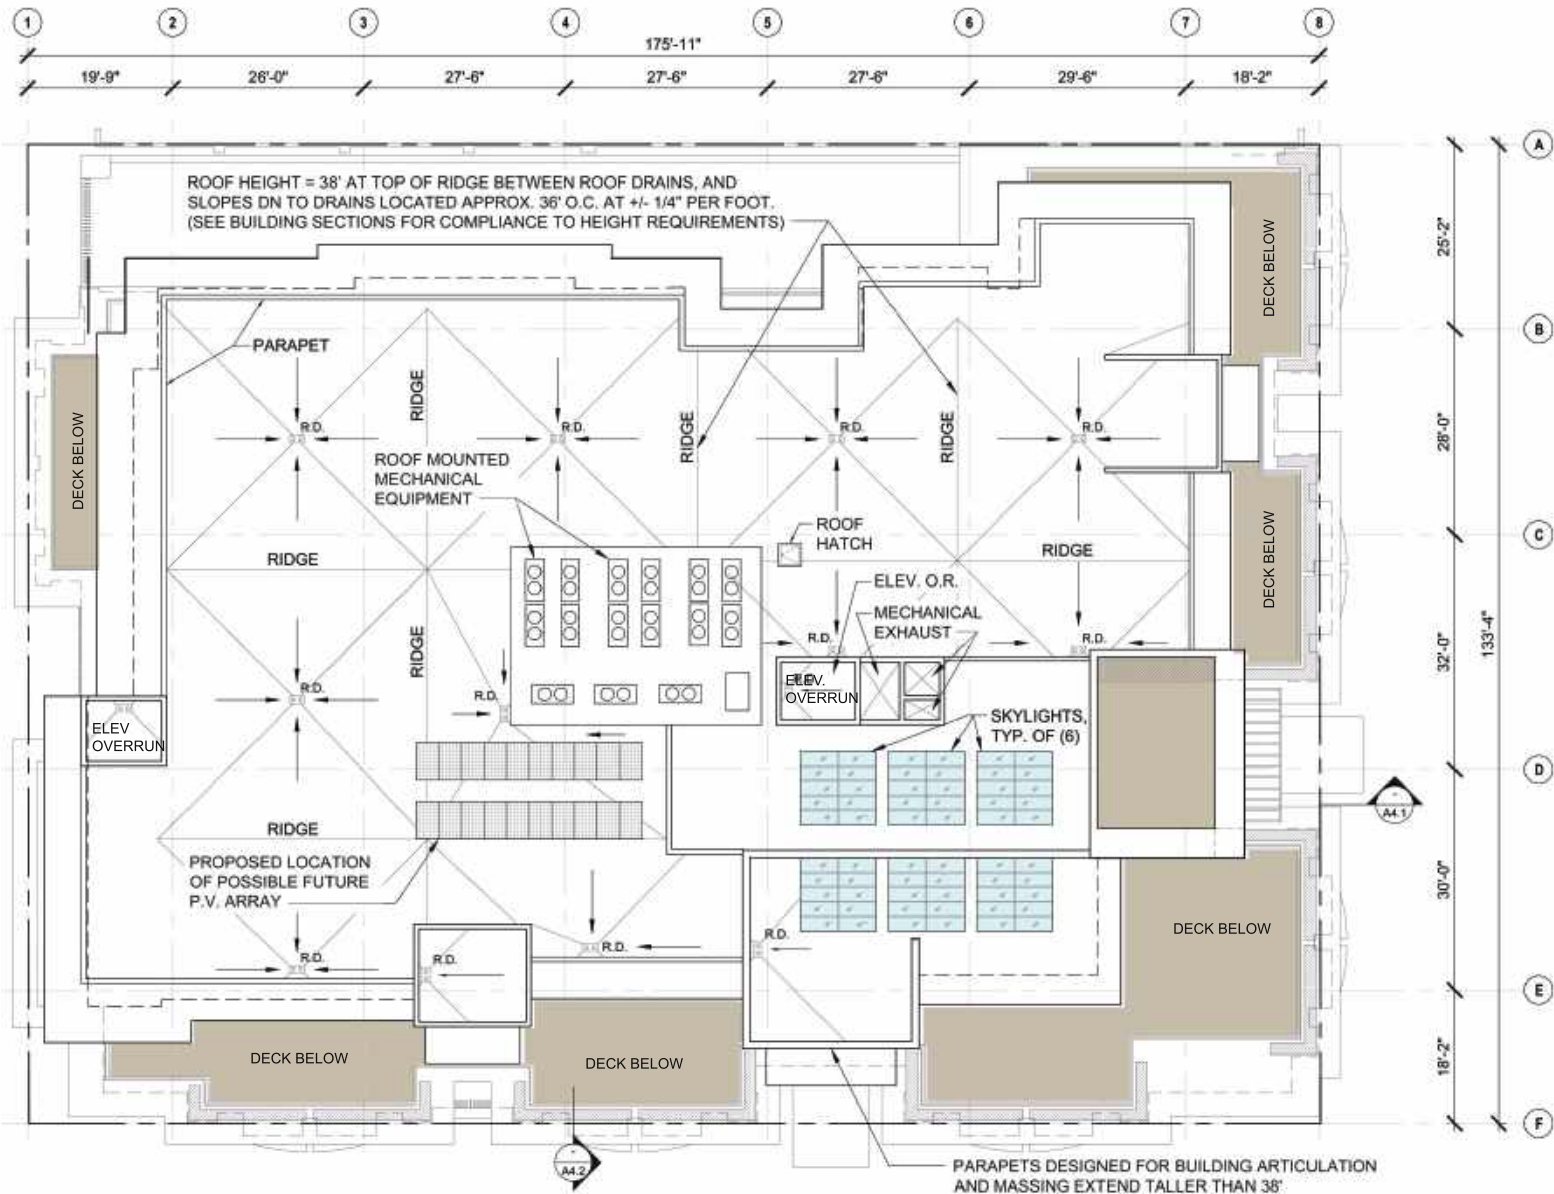 1 2 3 4 5 6 7 8
175'-11"
19'-9" 26'-0" 27'-6" 27'-6" 27'-6" 29'-6" 18'-2"
A
ROOF HEIGHT = 38' AT TOP OF RIDGE BETWEEN ROOF DRAINS, AND
SLOPES DN TO DRAINS LOCATED APPROX. 36' O.C. AT +/- 1/4" PER FOOT.
(SEE BUILDING SECTIONS FOR COMPLIANCE TO HEIGHT REQUIREMENTS)
25'-2"
DECK BELOW
B
PARAPET
RIDGE
RIDGE
RIDGE
R.D.
R.D.
R.D.
R.D.
28'-0"
DECK BELOW
ROOF MOUNTED
MECHANICAL
EQUIPMENT
ROOF
HATCH
C
RIDGE
RIDGE
DECK BELOW
ELEV. O.R.
MECHANICAL
EXHAUST
RIDGE
R.D.
R.D.
32'-0"
133'-4"
R.D.
R.D.
ELEV.
OVERRUN
ELEV
OVERRUN
SKYLIGHTS,
TYP. OF (6)
D
A4.1
RIDGE
PROPOSED LOCATION
OF POSSIBLE FUTURE
P.V. ARRAY
30'-0"
DECK BELOW
R.D.
R.D.
R.D.
R.D.
E
DECK BELOW
DECK BELOW
18'-2"
F
A4.2
PARAPETS DESIGNED FOR BUILDING ARTICULATION
AND MASSING EXTEND TALLER THAN 38'